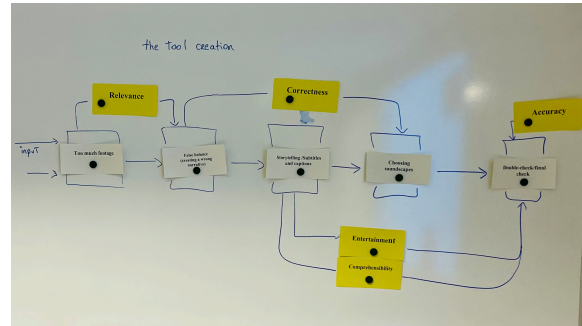 the tool creation
Relevance
Correctness
Accuracy
input
Too much footage
False balance
(creating a wrong
narrative)
Storytelling /Subtitles
and captions
Choosing
soundscapes
Double-check/final
check
Entertainment
Comprehensibility